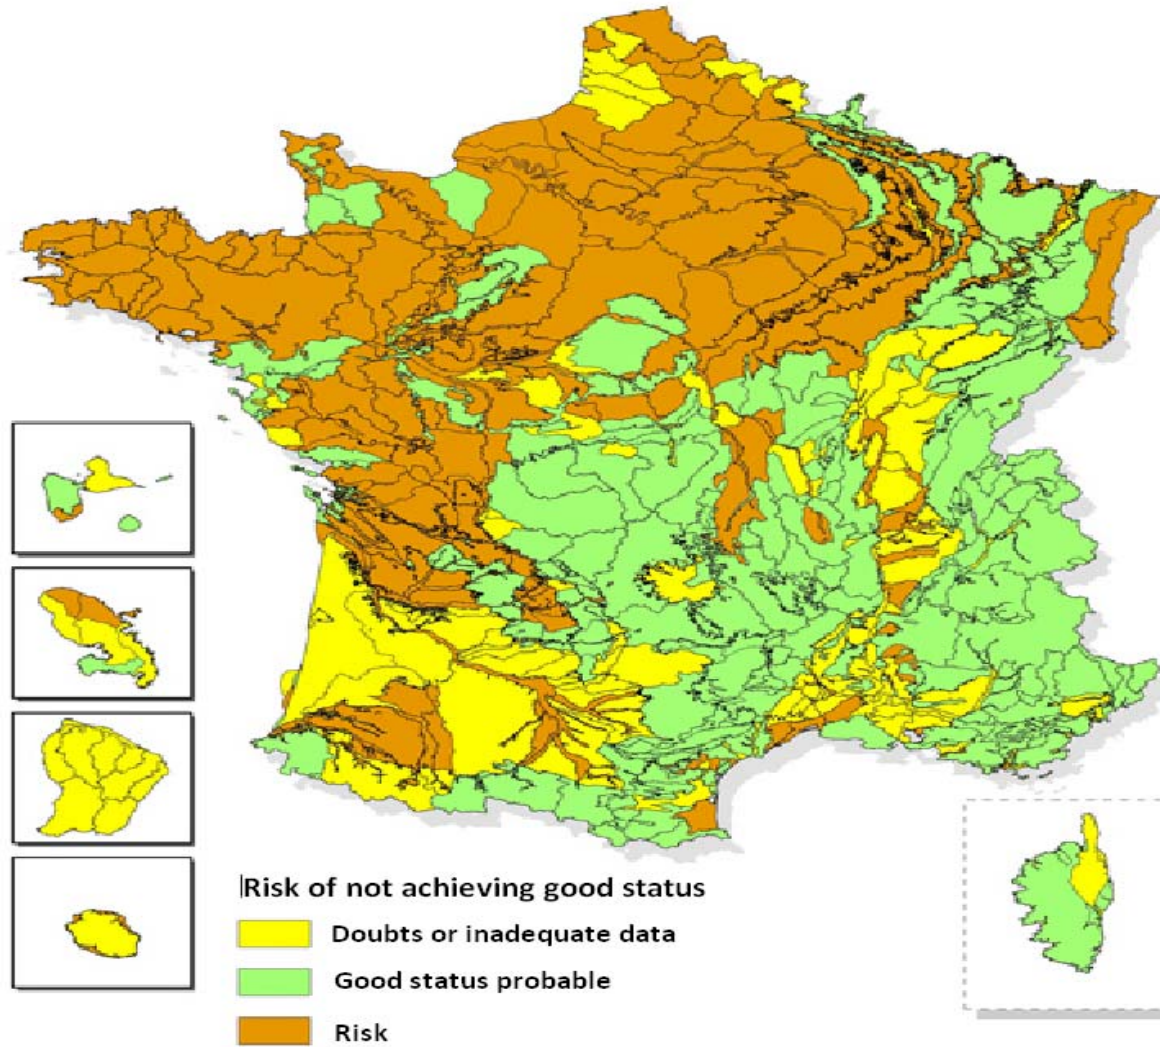 Risk of not achieving good status
Doubts or inadequate data
Good status probable
Risk